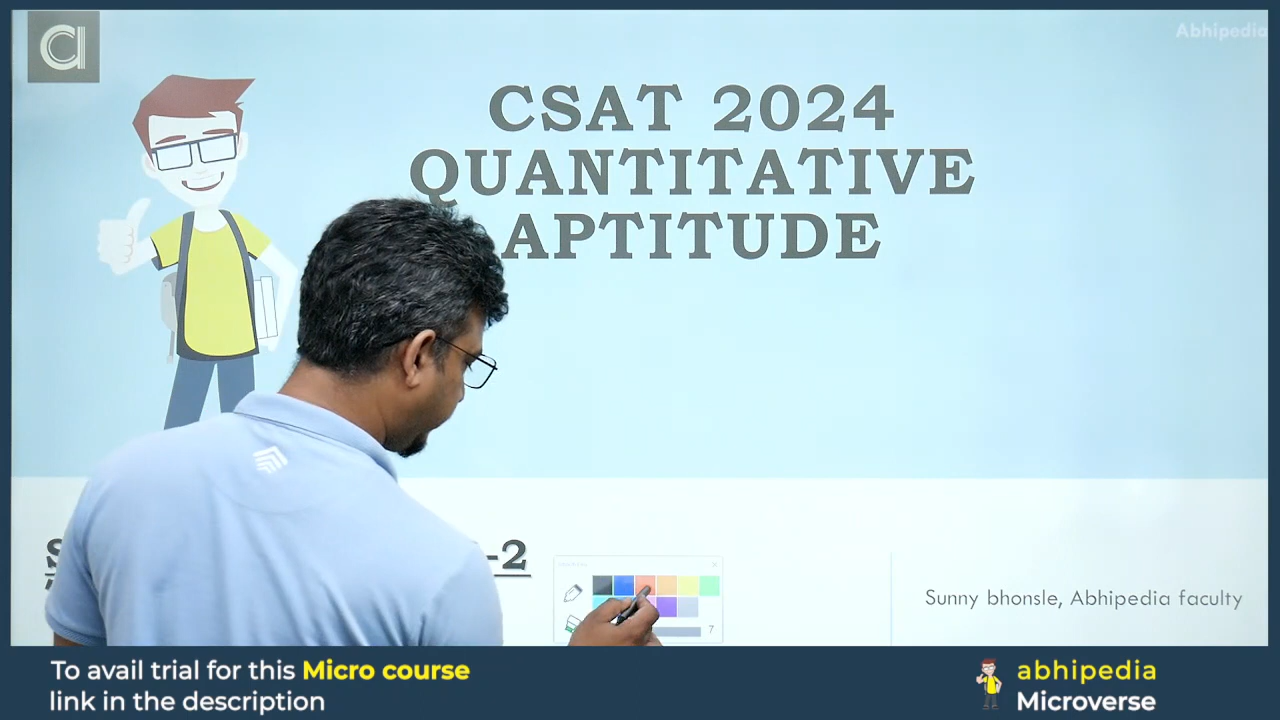 Abhipedia
CSAT 2024
QUANTITATIVE
APTITUDE
-2
7
Sunny bhonsle, Abhipedia faculty
To avail trial for this Micro course
link in the description
abhipedia
Microverse